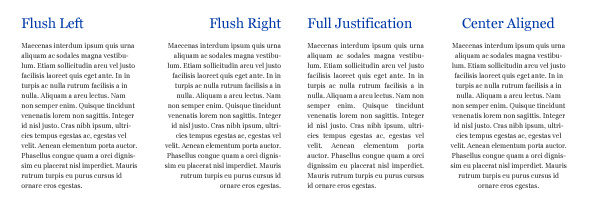 Flush Left
Maecenas interdum ipsum quis urna
aliquam ac sodales magna vestibu-
lum. Etiam sollicitudin arcu vel justo
facilisis laoreet quis eget ante. In in
turpis ac nulla rutrum facilisis a in
nulla. Aliquam a arcu lectus. Nam
non semper enim. Quisque tincidunt
venenatis lorem non sagittis. Integer
id nisl justo. Cras nibh ipsum, ultri-
cies tempus egestas ac, egestas vel
velit. Aenean elementum porta auctor.
Phasellus congue quam a orci dignis-
sim eu placerat nisl imperdiet. Mauris
rutrum turpis eu purus cursus id
ornare eros egestas.
Flush Right
Maecenas interdum ipsum quis urna
aliquam ac sodales magna vestibu-
lum. Etiam sollicitudin arcu vel justo
facilisis laoreet quis eget ante. In in
turpis ac nulla rutrum facilisis a in
nulla. Aliquam a arcu lectus. Nam
non semper enim. Quisque tincidunt
venenatis lorem non sagittis. Integer
id nisl justo. Cras nibh ipsum, ultri-
cies tempus egestas ac, egestas vel
velit. Aenean elementum porta auctor.
Phasellus congue quam a orci dignis-
sim eu placerat nisl imperdiet. Mauris
rutrum turpis eu purus cursus id
ornare eros egestas.
Full Justification
Maecenas interdum ipsum quis urna
aliquam ac sodales magna vestibu-
lum. Etiam sollicitudin arcu vel justo
facilisis laoreet quis eget ante. In in
turpis ac nulla rutrum facilisis a in
nulla. Aliquam a arcu lectus. Nam non
semper enim. Quisque tincidunt
venenatis lorem non sagittis. Integer
id nisl justo. Cras nibh ipsum, ultri-
cies tempus egestas ac, egestas vel
velit. Aenean elementum porta
auctor. Phasellus congue quam a orci
dignissim eu placerat nisl imperdiet.
Mauris rutrum turpis eu purus cursus
id ornare eros egestas.
Center Aligned
Maecenas interdum ipsum quis urna
aliquam ac sodales magna vestibu-
lum. Etiam sollicitudin arcu vel justo
facilisis laoreet quis eget ante. In in
turpis ac nulla rutrum facilisis a in
nulla. Aliquam a arcu lectus. Nam
non semper enim. Quisque tincidunt
venenatis lorem non sagittis. Integer
id nisl justo. Cras nibh ipsum, ultri-
cies tempus egestas ac, egestas vel
velit. Aenean elementum porta auctor.
Phasellus congue quam a orci dignis-
sim eu placerat nisl imperdiet. Mauris
rutrum turpis eu purus cursus id
ornare eros egestas.